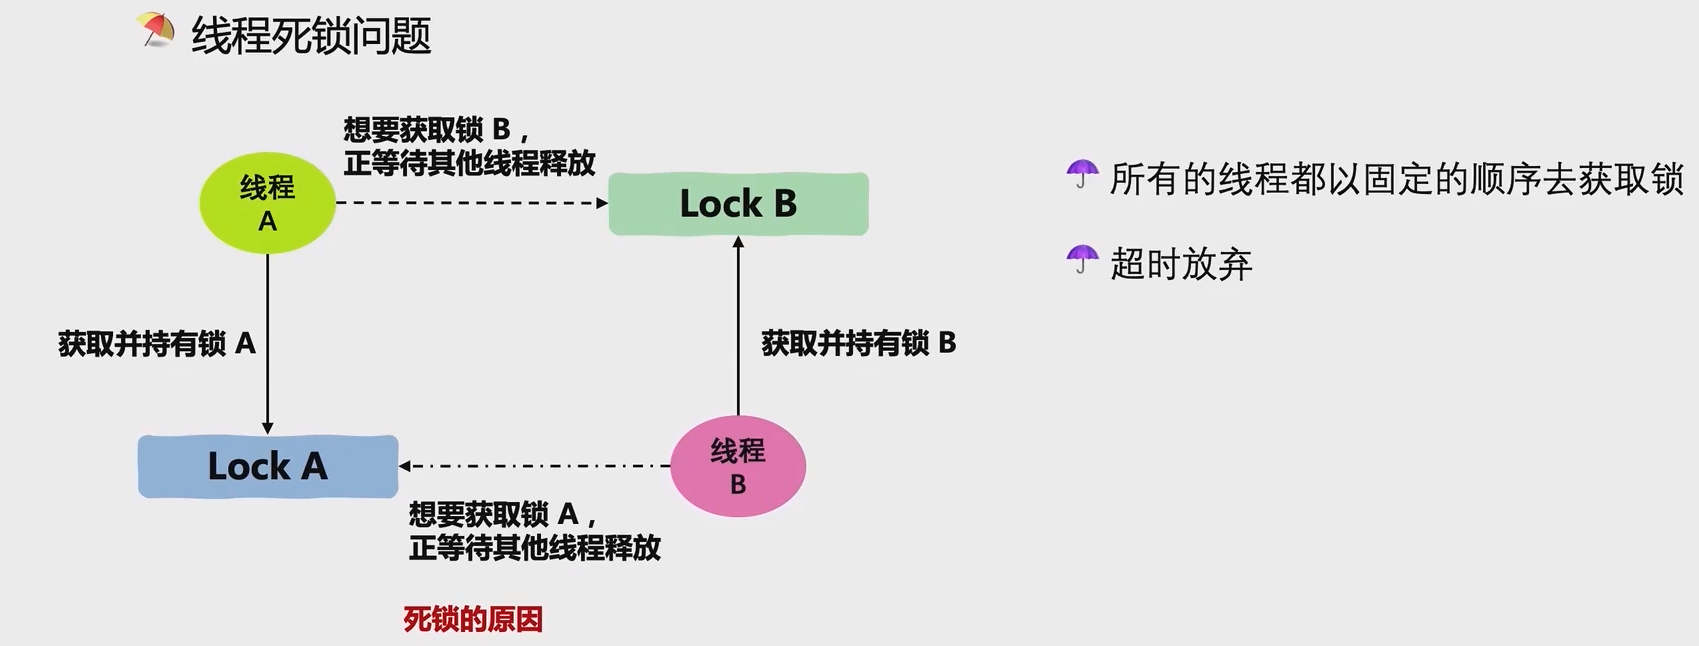 线程死锁问题
想要获取锁 B，
正等待其他线程释放
线程
A
Lock B
获取并持有锁 A
获取并持有锁 B
Lock A
线程
B
想要获取锁 A，
正等待其他线程释放
死锁的原因
所有的线程都以固定的顺序去获取锁
超时放弃